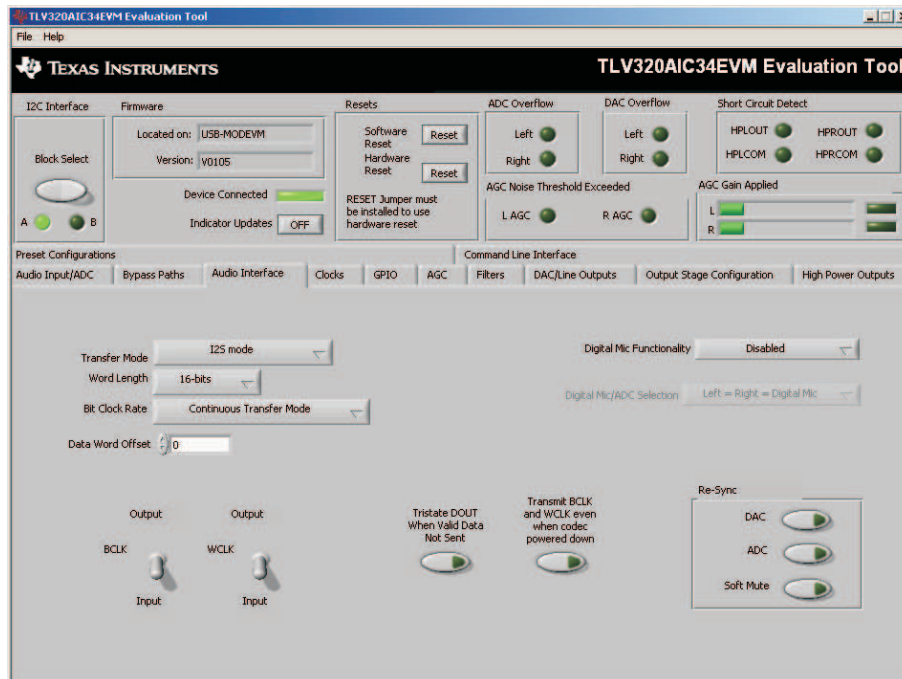 TLV320AIC34EVM Evaluation Tool
File Help
TEXAS INSTRUMENTS
TLV320AIC34EVM Evaluation Tool
I2C Interface
Block Select
A
B
Firmware
Located on: USB-MODEVM
Version: V0105
Device Connected
Indicator Updates OFF
Resets
Software
Reset
Reset
Hardware
Reset
Reset
RESET Jumper must
be installed to use
hardware reset
ADC Overflow
Left
Right
DAC Overflow
Left
Right
Short Circuit Detect
HPLOUT HPROUT
HPLCOM HPRCOM
AGC Noise Threshold Exceeded
L AGC R AGC
AGC Gain Applied
L
R
Preset Configurations Command Line Interface
Audio Input/ADC Bypass Paths Audio Interface Clocks GPIO AGC Filters DAC/Line Outputs Output Stage Configuration High Power Outputs
Transfer Mode I2S mode
Word Length 16-bits
Bit Clock Rate Continuous Transfer Mode
Data Word Offset 0
Digital Mic Functionality Disabled
Digital Mic/ADC Selection Left = Right = Digital Mic
Output
BCLK
Input
Output
WCLK
Input
Tristate DOUT
When Valid Data
Not Sent
Transmit BCLK
and WCLK even
when codec
powered down
Re-Sync
DAC
ADC
Soft Mute